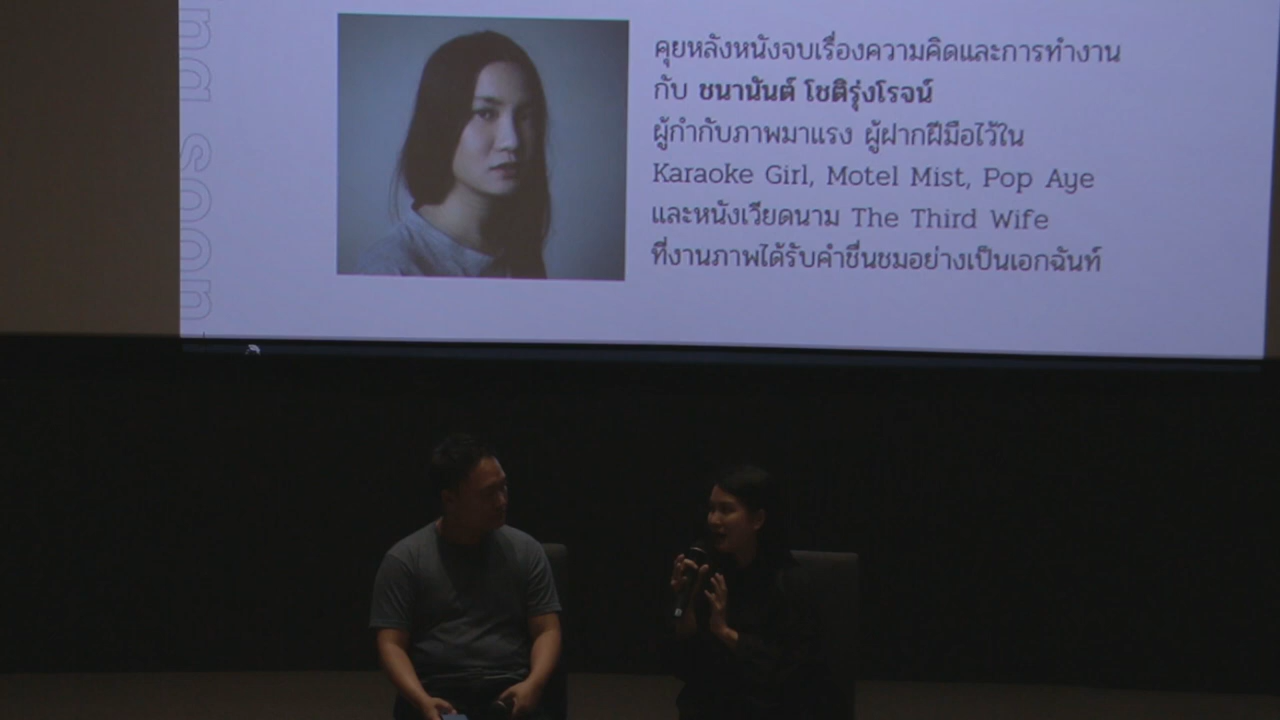 ng soon
คุยหลังหนังจบเรื่องความคิดและการทำงาน
กับ ชนานันต์ โชติรุ่งโรจน์
ผู้กำกับภาพมาแรง ผู้ฝากฝีมือไว้ใน
Karaoke Girl, Motel Mist, Pop Aye
และหนังเวียดนาม The Third Wife
ที่งานภาพได้รับคำชื่นชมอย่างเป็นเอกฉันท์